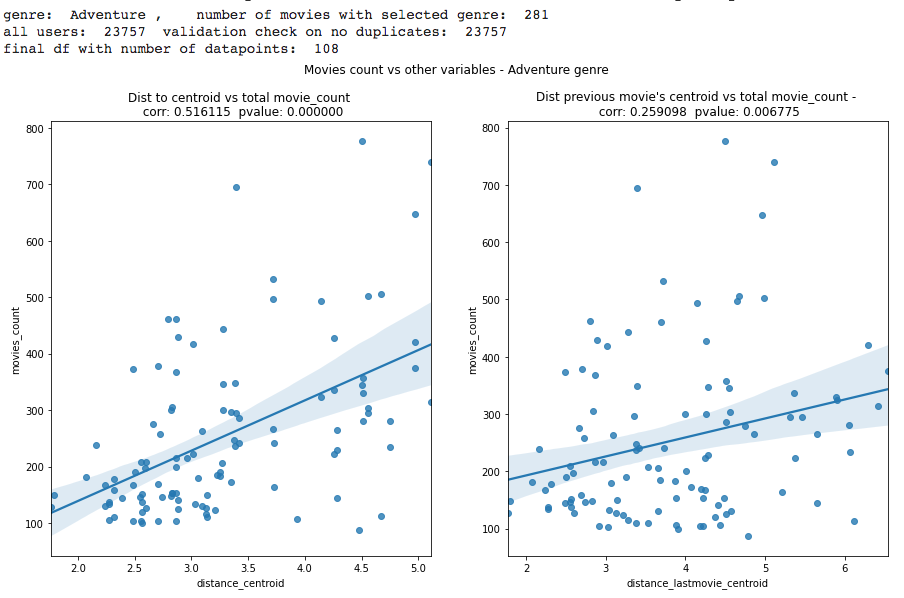 genre:  Adventure ,    number of movies with selected genre:  281
all users:  23757  validation check on no duplicates:  23757
final df with number of datapoints:  108
Movies count vs other variables - Adventure genre
Dist to centroid vs total movie_count
corr: 0.516115  pvalue: 0.000000
800
700
600
500
400
300
200
100
movies_count
2.0 2.5 3.0 3.5 4.0 4.5 5.0
distance_centroid
Dist previous movie's centroid vs total movie_count -
corr: 0.259098  pvalue: 0.006775
800
700
600
500
400
300
200
100
movies_count
2 3 4 5 6
distance_lastmovie_centroid